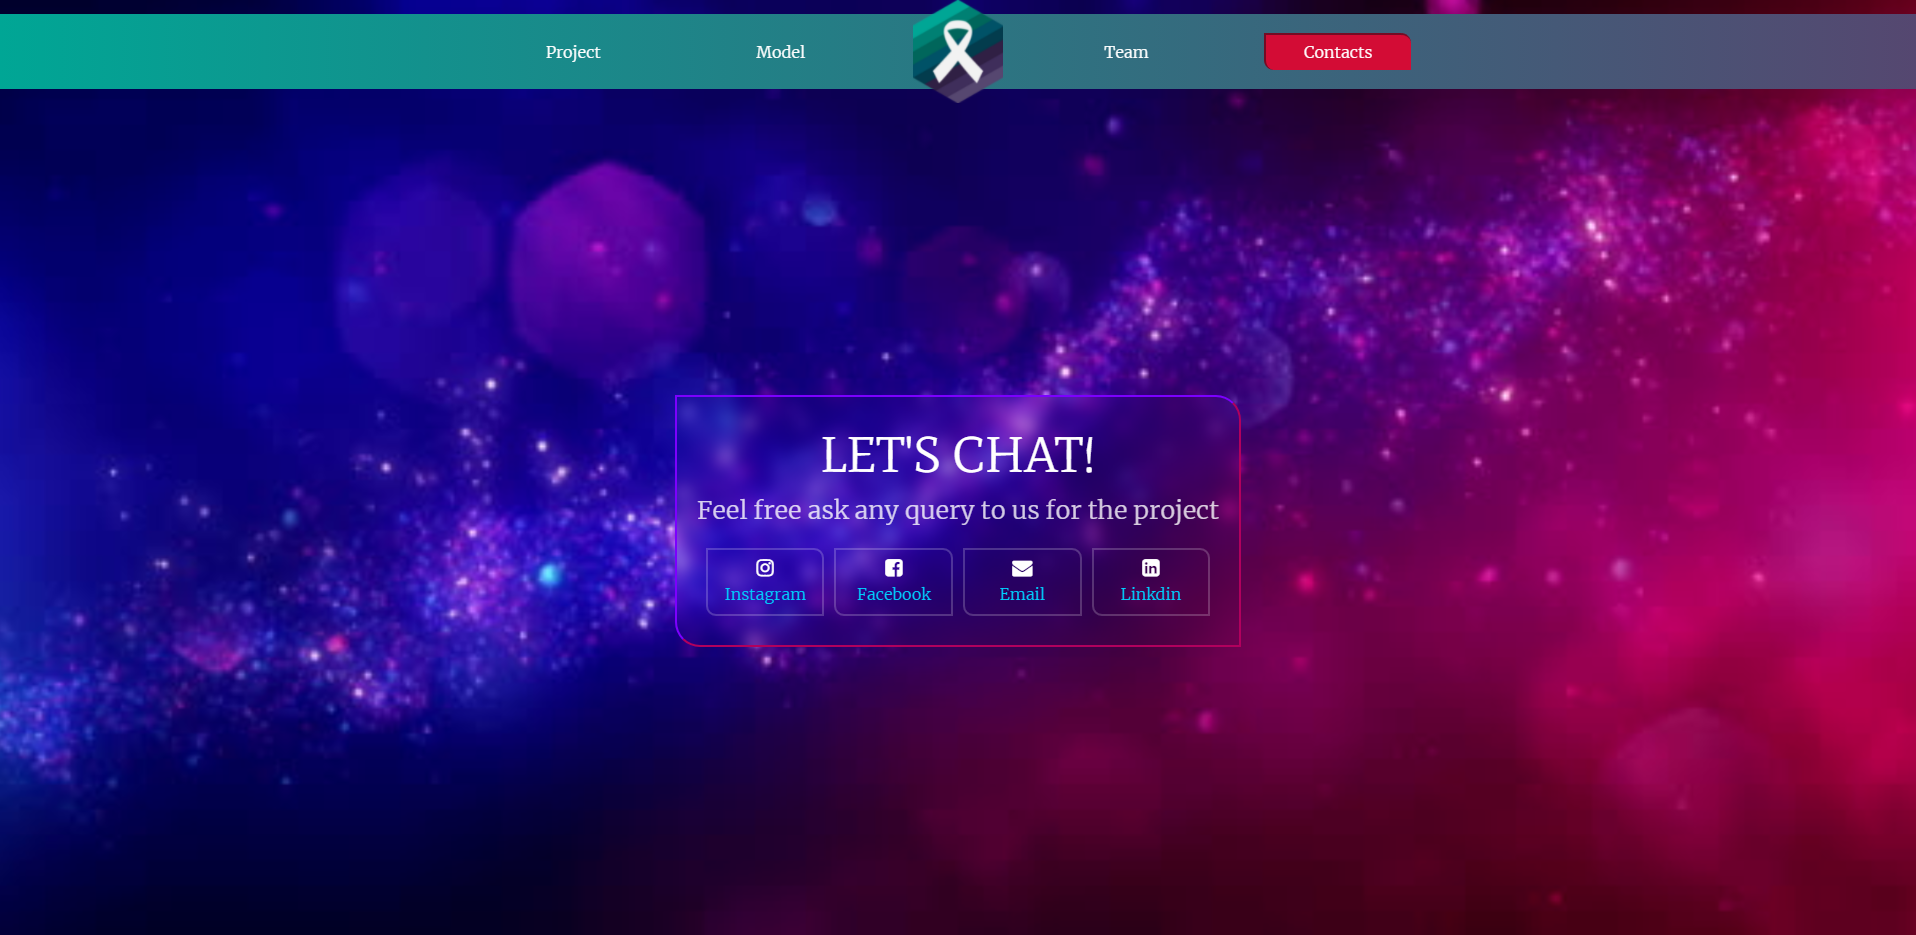 Project Model Team Contacts
LET'S CHAT!
Feel free ask any query to us for the project
Instagram Facebook Email Linkdin